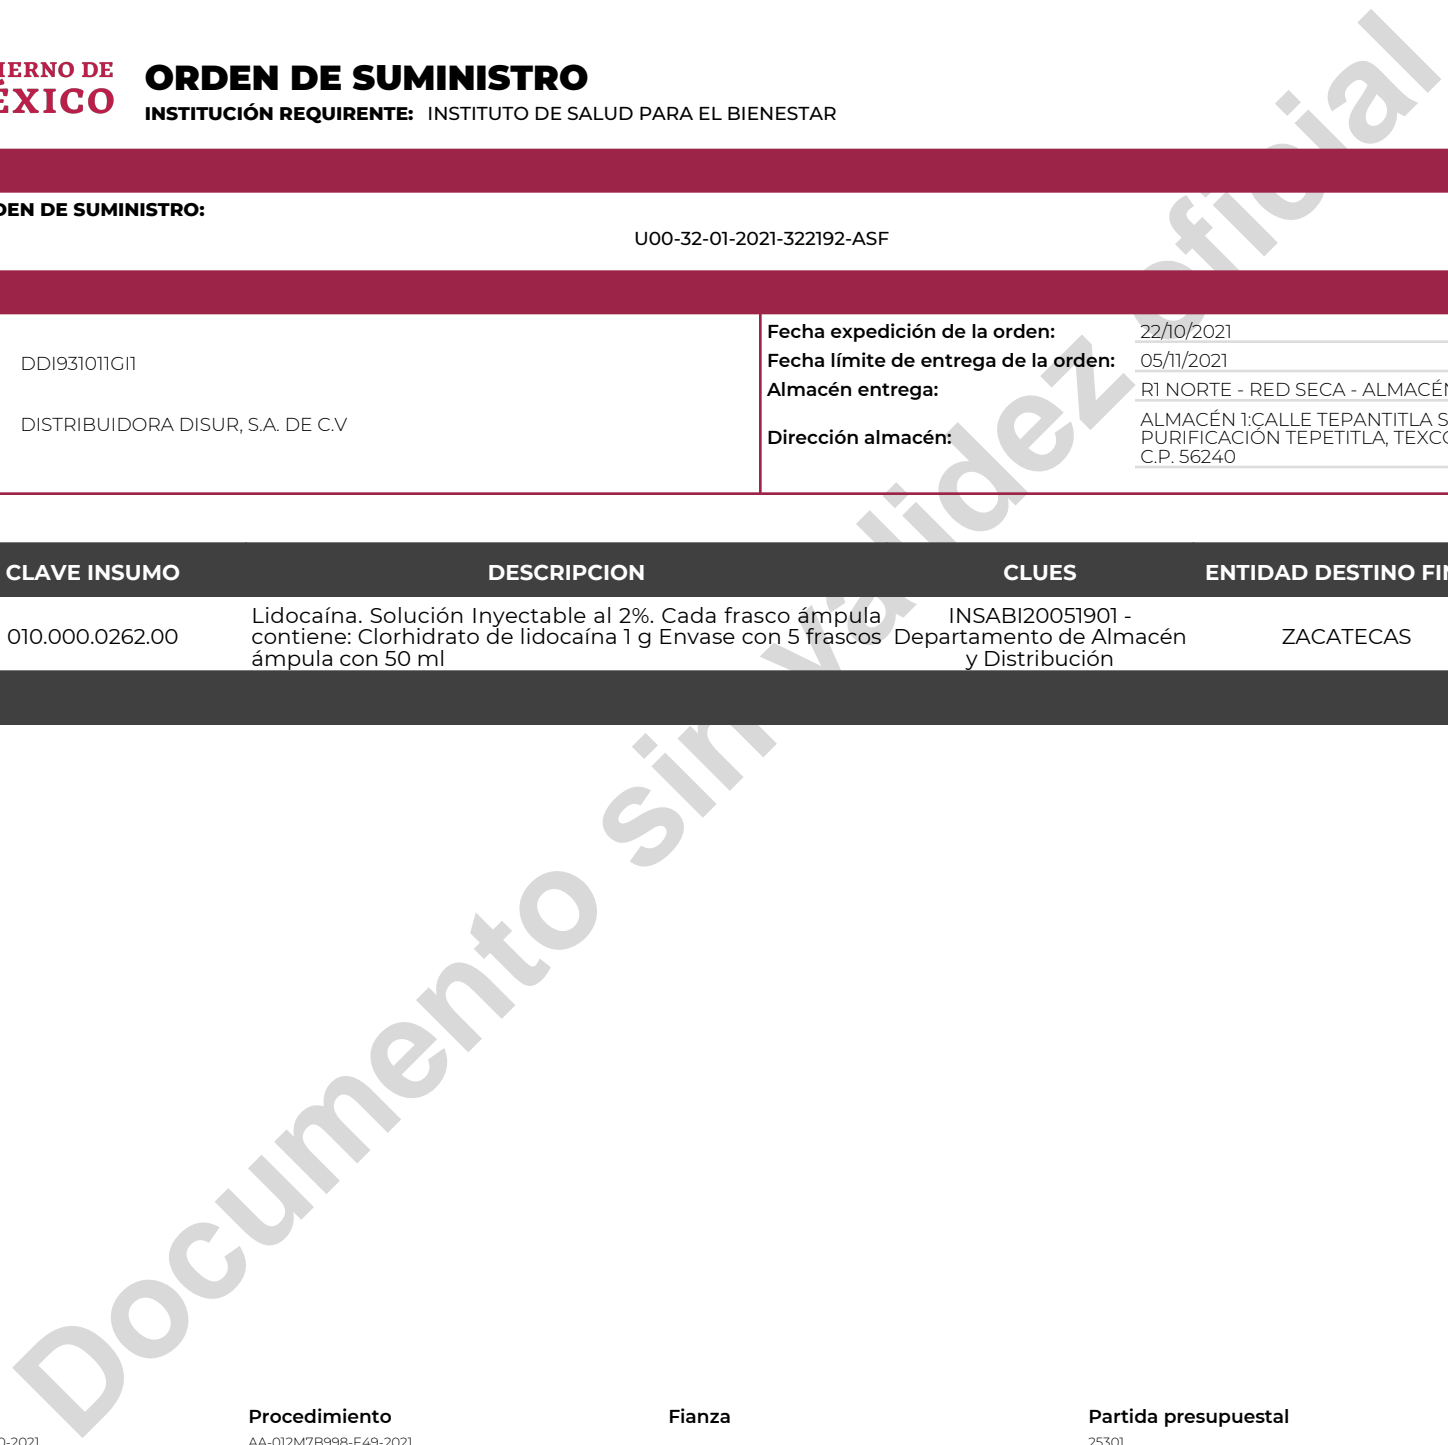 IERNO DE
ÉXICO
ORDEN DE SUMINISTRO
INSTITUCIÓN REQUIRENTE: INSTITUTO DE SALUD PARA EL BIENESTAR
DEN DE SUMINISTRO:
U00-32-01-2021-322192-ASF
DDI931011GI1
DISTRIBUIDORA DISUR, S.A. DE C.V
Fecha expedición de la orden: 22/10/2021
Fecha límite de entrega de la orden: 05/11/2021
Almacén entrega: R1 NORTE - RED SECA - ALMACÉN
Dirección almacén: ALMACÉN 1:CALLE TEPANTITLA S
PURIFICACIÓN TEPETITLA, TEXCO
C.P. 56240
CLAVE INSUMO DESCRIPCION CLUES ENTIDAD DESTINO FIN
010.000.0262.00
Lidocaína. Solución Inyectable al 2%. Cada frasco ámpula
contiene: Clorhidrato de lidocaína 1 g Envase con 5 frascos
ámpula con 50 ml
INSABI20051901 -
Departamento de Almacén
y Distribución
ZACATECAS
Documento sin validez oficial
Procedimiento Fianza Partida presupuestal
0-2021 AA-012M7B998-E49-2021 25301